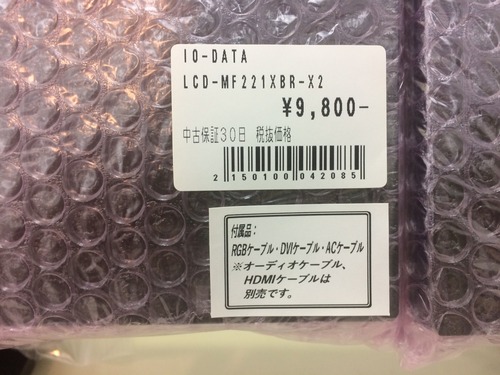 IO-DATA
LCD-MF221XBR-X2
¥9,800-
中古保証30日 税抜価格
2 150100 042085
付属品：
RGBケーブル・DVIケーブル・ACケーブル
※オーディオケーブル、
HDMIケーブルは
別売です。